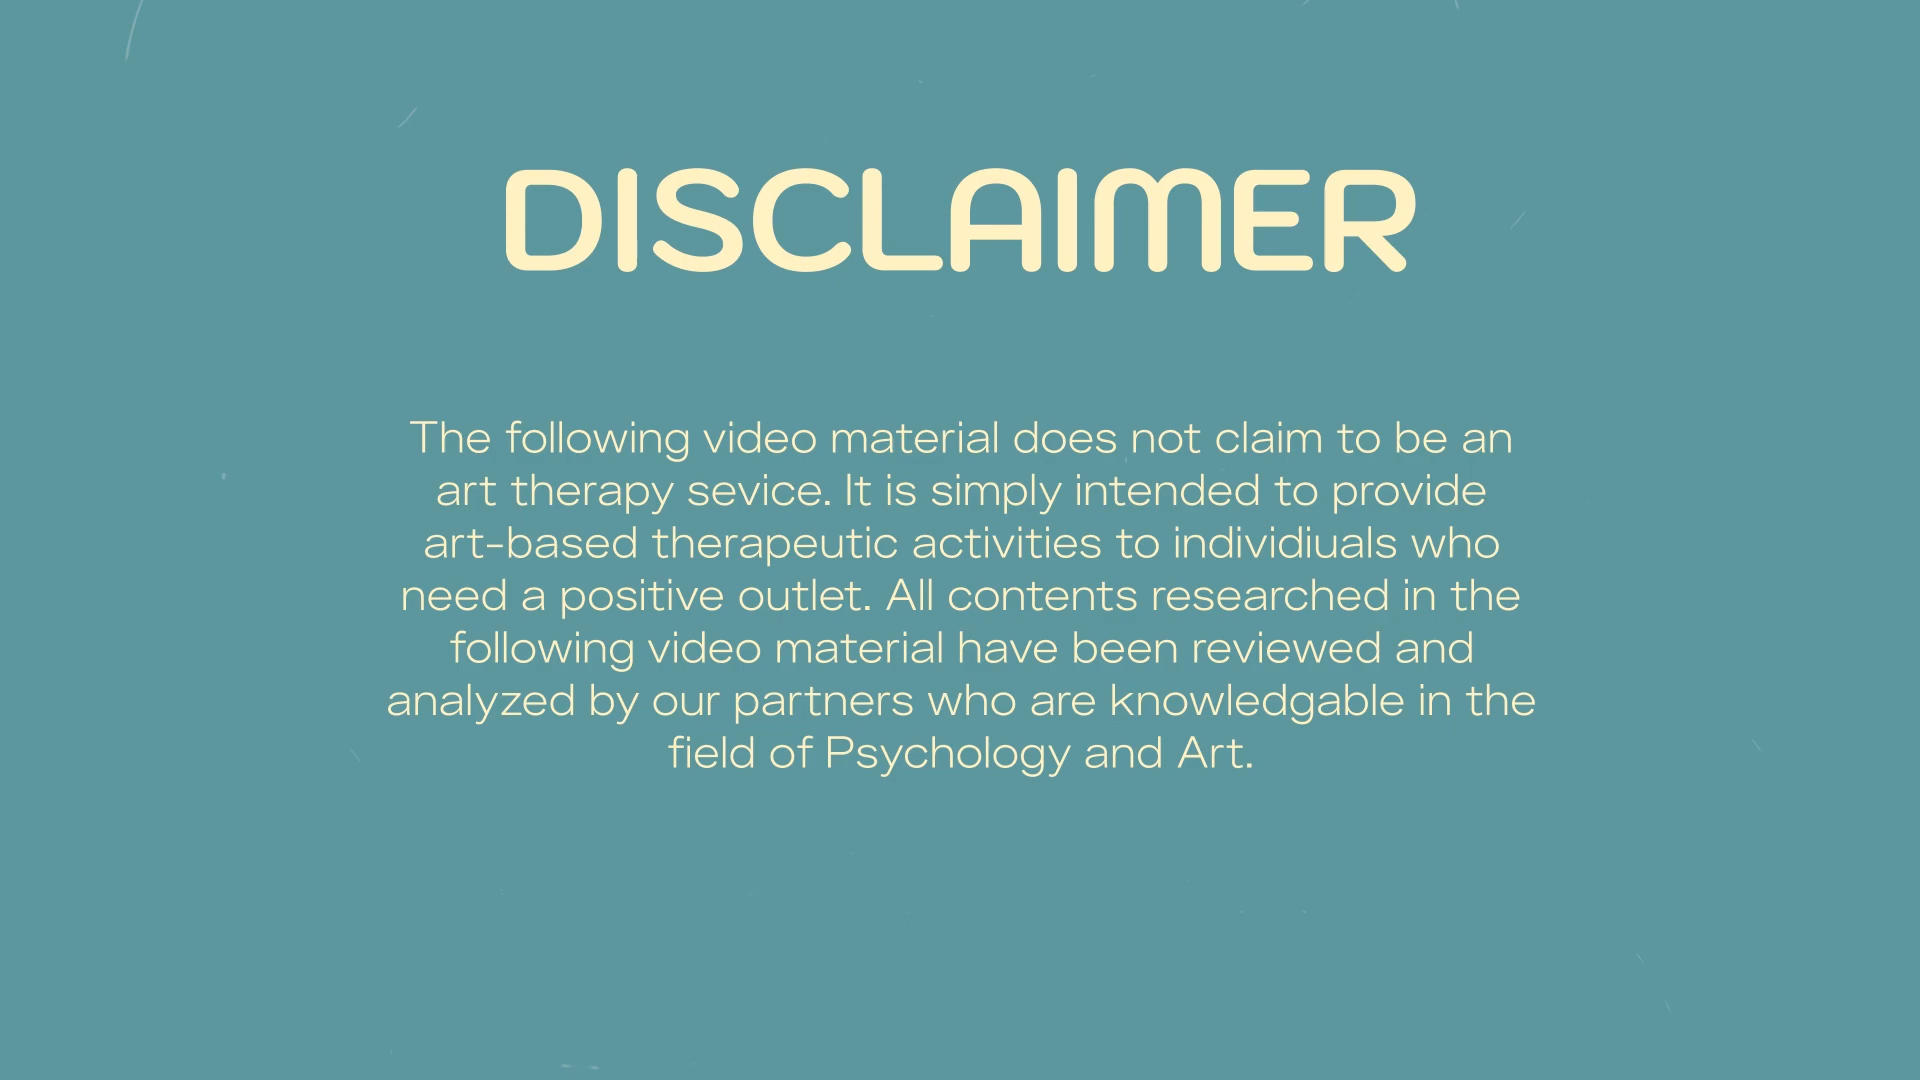 DISCLAIMER
The following video material does not claim to be an
art therapy sevice. It is simply intended to provide
art-based therapeutic activities to individiuals who
need a positive outlet. All contents researched in the
following video material have been reviewed and
analyzed by our partners who are knowledgable in the
field of Psychology and Art.